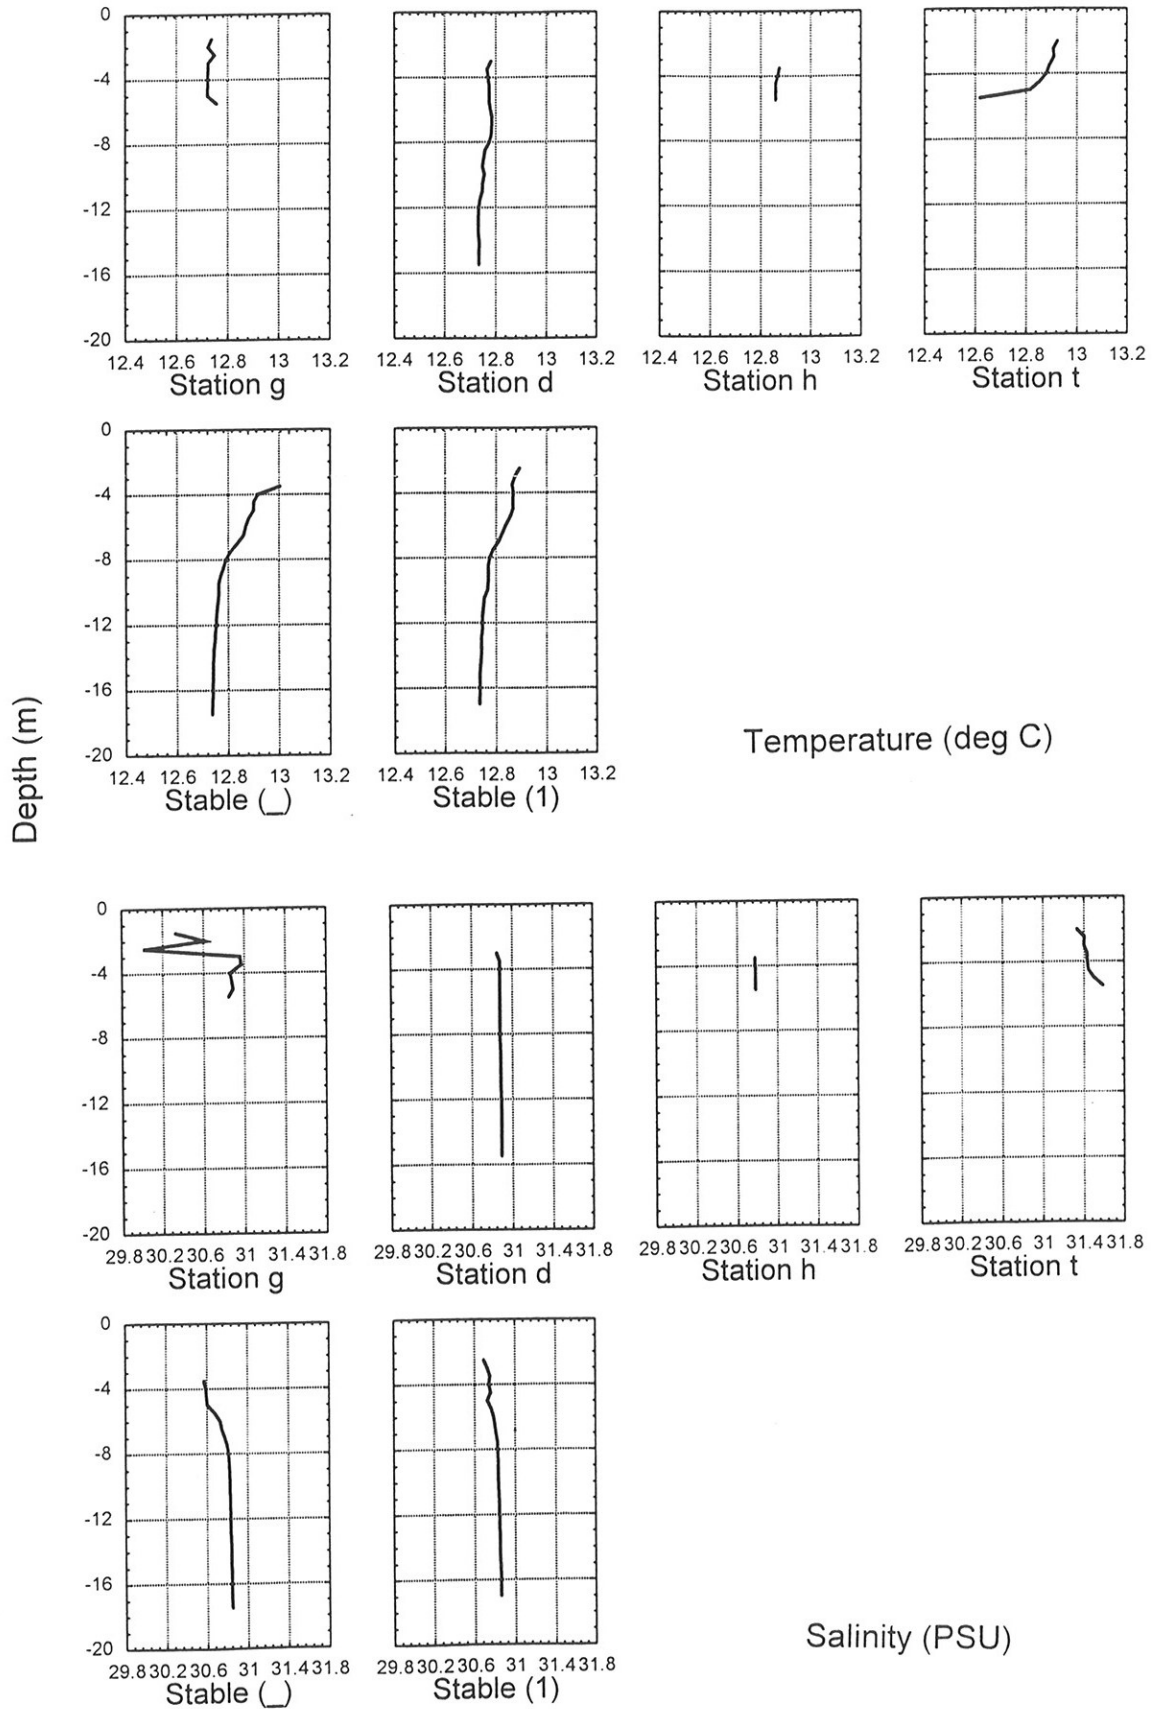 0
-4
-8
-12
-16
-20
12.4 12.6 12.8 13 13.2 12.4 12.6 12.8 13 13.2 12.4 12.6 12.8 13 13.2 12.4 12.6 12.8 13 13.2
Station g Station d Station h Station t
0
-4
-8
-12
-16
-20
12.4 12.6 12.8 13 13.2 12.4 12.6 12.8 13 13.2
Stable (_) Stable (1)
Temperature (deg C)
Depth (m)
0
-4
-8
-12
-16
-20
29.8 30.2 30.6 31 31.4 31.8 29.8 30.2 30.6 31 31.4 31.8 29.8 30.2 30.6 31 31.4 31.8 29.8 30.2 30.6 31 31.4 31.8
Station g Station d Station h Station t
0
-4
-8
-12
-16
-20
29.8 30.2 30.6 31 31.4 31.8 29.8 30.2 30.6 31 31.4 31.8
Stable (_) Stable (1)
Salinity (PSU)